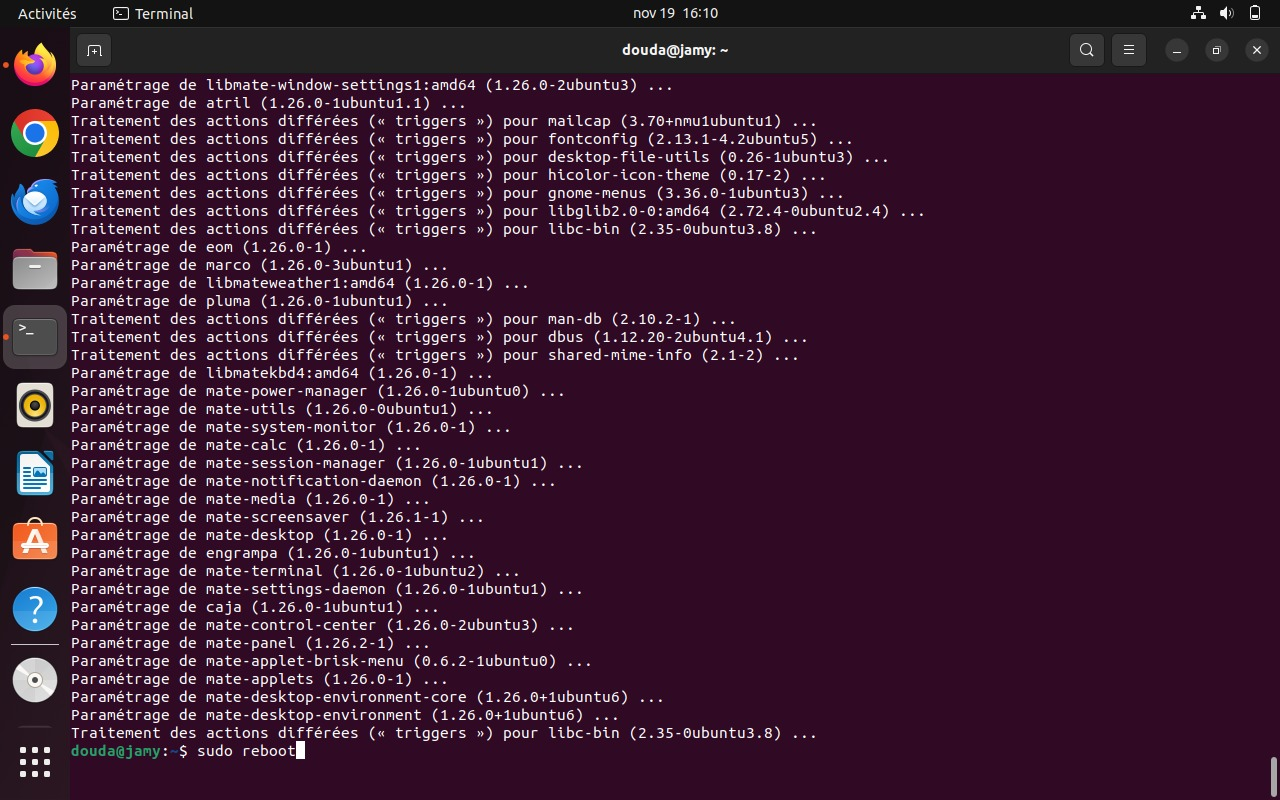 Activités
Terminal
nov 19 16:10
douda@jamy: ~
Paramétrage de libmate-window-settings1:amd64 (1.26.0-2ubuntu3) ...
Paramétrage de atril (1.26.0-1ubuntu1.1) ...
Traitement des actions différées (« triggers ») pour mailcap (3.70+nmu1ubuntu1) ...
Traitement des actions différées (« triggers ») pour fontconfig (2.13.1-4.2ubuntu5) ...
Traitement des actions différées (« triggers ») pour desktop-file-utils (0.26-1ubuntu3) ...
Traitement des actions différées (« triggers ») pour hicolor-icon-theme (0.17-2) ...
Traitement des actions différées (« triggers ») pour gnome-menus (3.36.0-1ubuntu3) ...
Traitement des actions différées (« triggers ») pour libglib2.0-0:amd64 (2.72.4-0ubuntu2.4) ...
Traitement des actions différées (« triggers ») pour libc-bin (2.35-0ubuntu3.8) ...
Paramétrage de eom (1.26.0-1) ...
Paramétrage de marco (1.26.0-3ubuntu1) ...
Paramétrage de libmateweather1:amd64 (1.26.0-1) ...
Paramétrage de pluma (1.26.0-1ubuntu1) ...
Traitement des actions différées (« triggers ») pour man-db (2.10.2-1) ...
Traitement des actions différées (« triggers ») pour dbus (1.12.20-2ubuntu4.1) ...
Traitement des actions différées (« triggers ») pour shared-mime-info (2.1-2) ...
Paramétrage de libmatekbd4:amd64 (1.26.0-1) ...
Paramétrage de mate-power-manager (1.26.0-1ubuntu0) ...
Paramétrage de mate-utils (1.26.0-0ubuntu1) ...
Paramétrage de mate-system-monitor (1.26.0-1) ...
Paramétrage de mate-calc (1.26.0-1) ...
Paramétrage de mate-session-manager (1.26.0-1ubuntu1) ...
Paramétrage de mate-notification-daemon (1.26.0-1) ...
Paramétrage de mate-media (1.26.0-1) ...
Paramétrage de mate-screensaver (1.26.1-1) ...
Paramétrage de mate-desktop (1.26.0-1) ...
Paramétrage de engrampa (1.26.0-1ubuntu1) ...
Paramétrage de mate-terminal (1.26.0-1ubuntu2) ...
Paramétrage de mate-settings-daemon (1.26.0-1ubuntu1) ...
Paramétrage de caja (1.26.0-1ubuntu1) ...
Paramétrage de mate-control-center (1.26.0-2ubuntu3) ...
Paramétrage de mate-panel (1.26.2-1) ...
Paramétrage de mate-applet-brisk-menu (0.6.2-1ubuntu0) ...
Paramétrage de mate-applets (1.26.0-1) ...
Paramétrage de mate-desktop-environment-core (1.26.0+1ubuntu6) ...
Paramétrage de mate-desktop-environment (1.26.0+1ubuntu6) ...
Traitement des actions différées (« triggers ») pour libc-bin (2.35-0ubuntu3.8) ...
douda@jamy:~$ sudo reboot